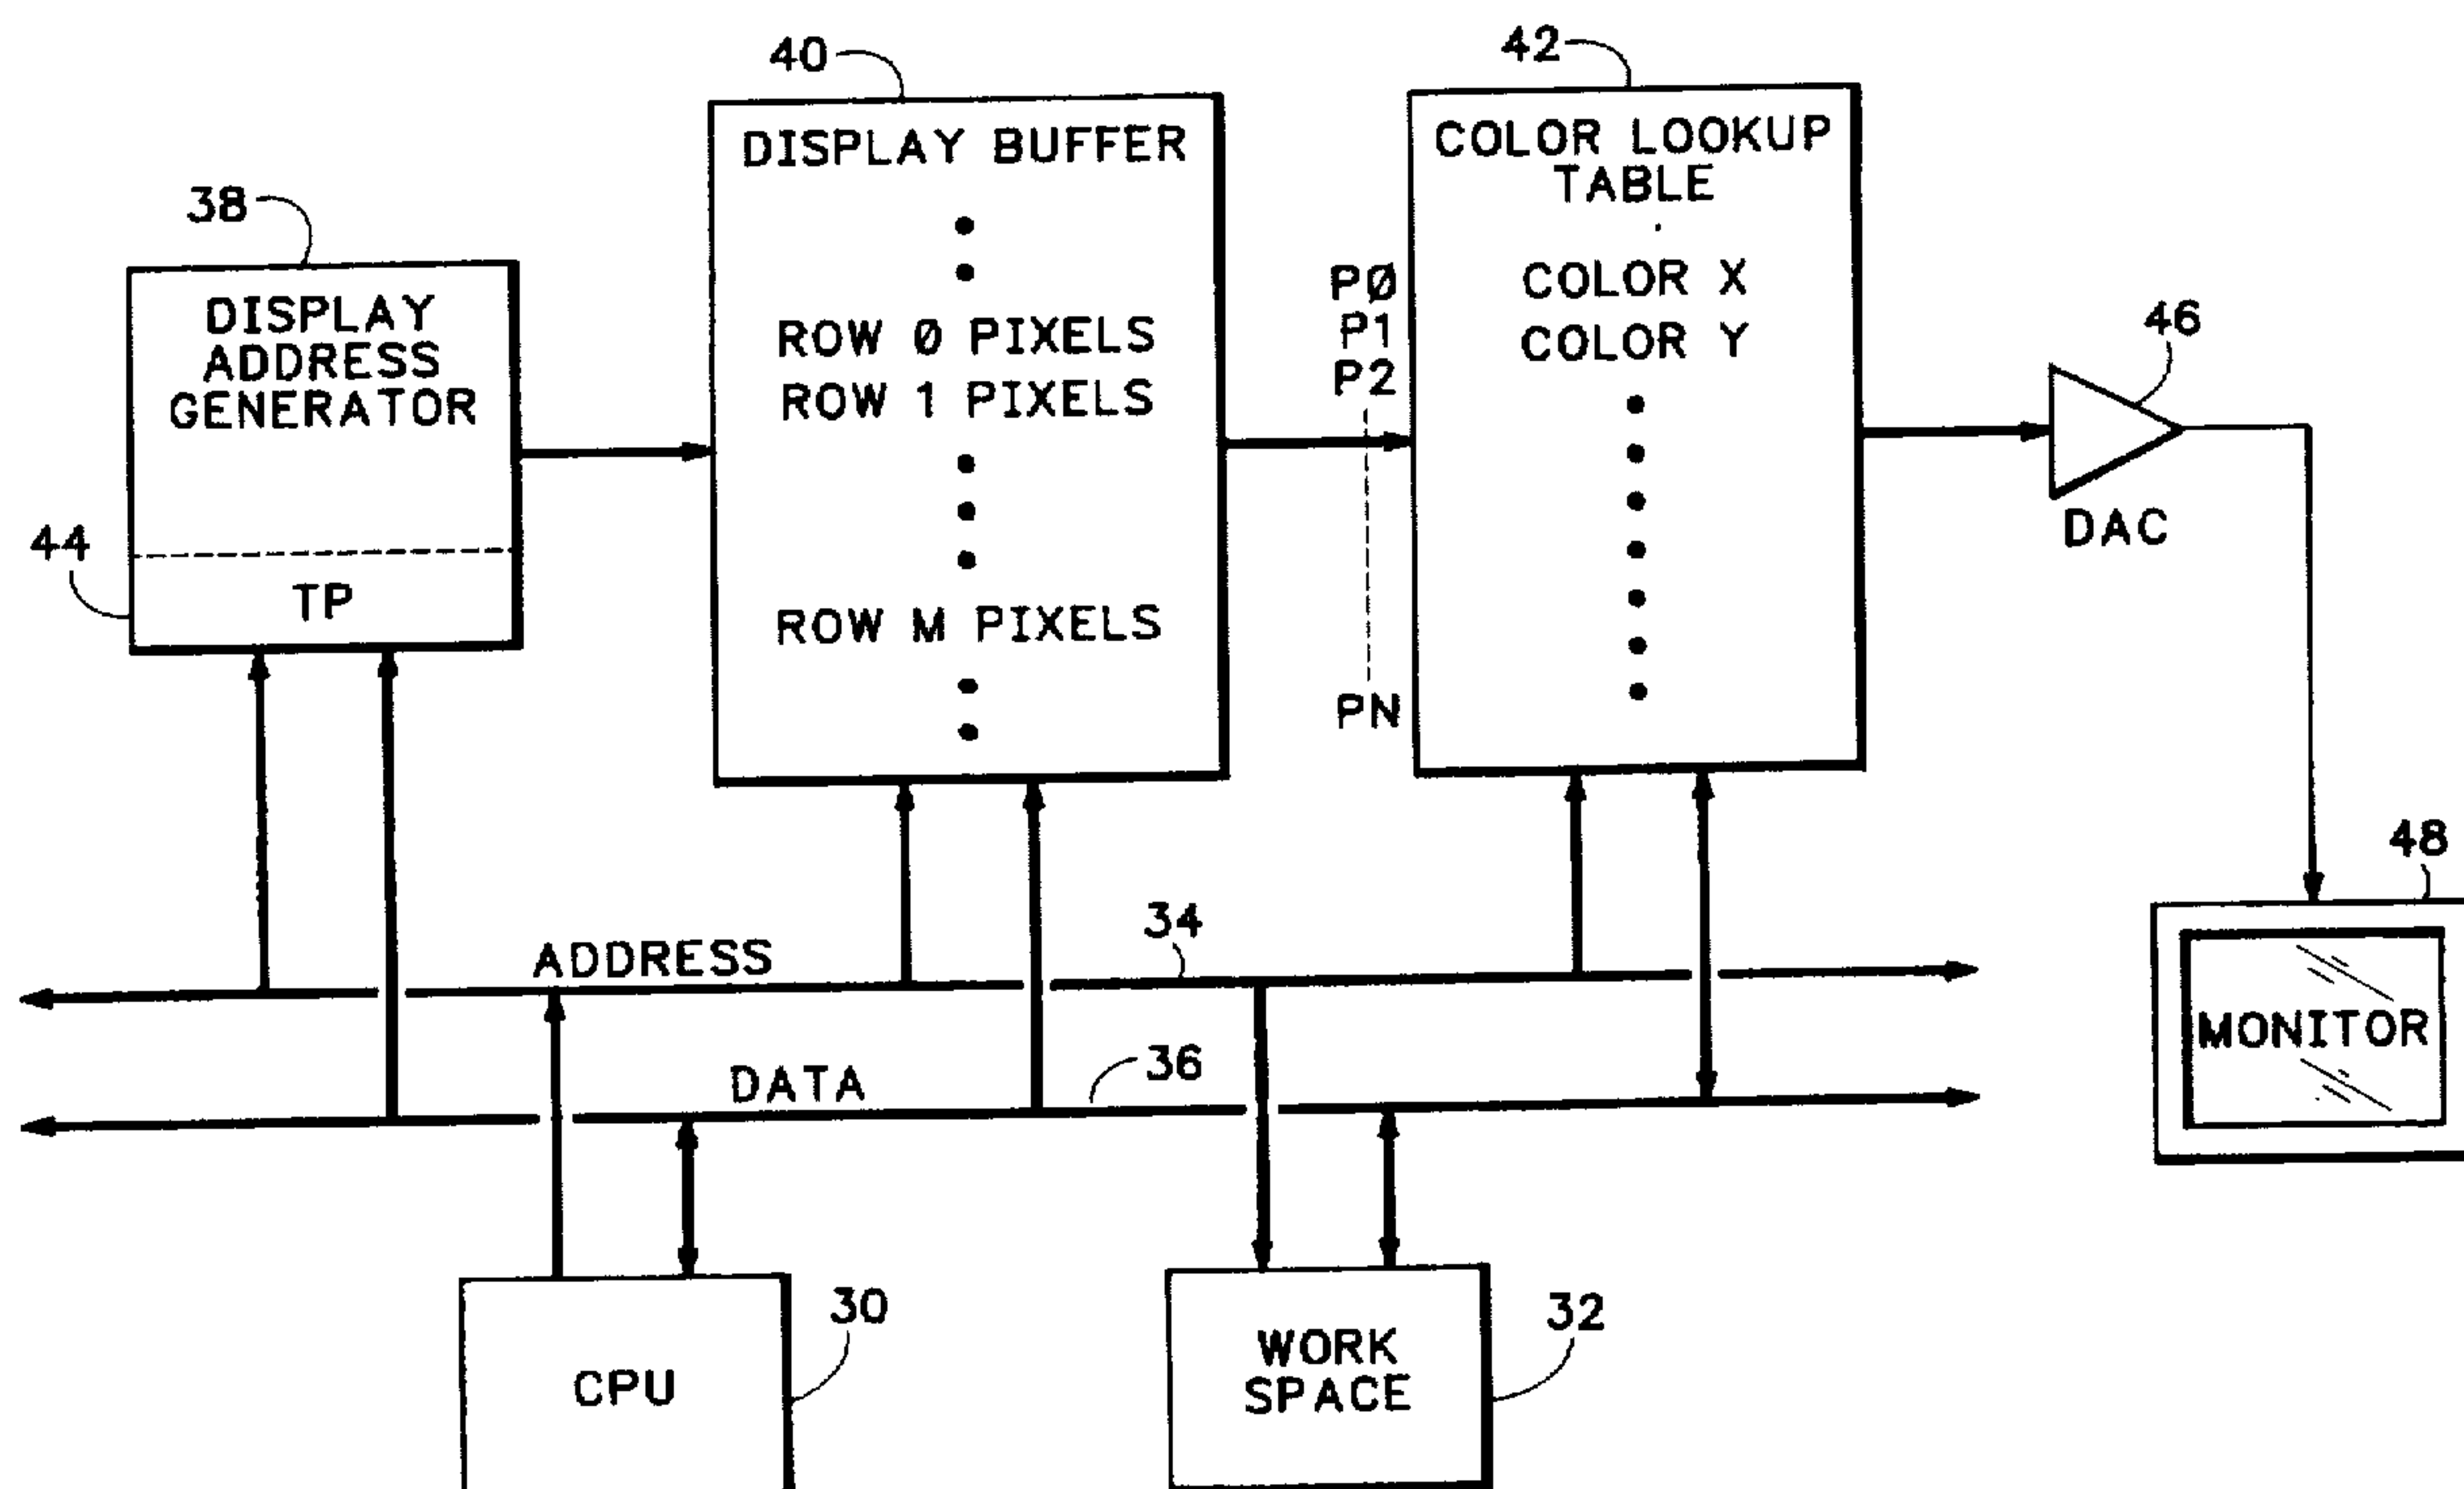 40
42
38
DISPLAY BUFFER
COLOR LOOKUP
TABLE
DISPLAY
ADDRESS
GENERATOR
ROW 0 PIXELS
ROW 1 PIXELS
ROW M PIXELS
P0
P1
P2
PN
COLOR X
COLOR Y
46
DAC
44
TP
48
MONITOR
ADDRESS
34
DATA
36
CPU
30
WORK
SPACE
32